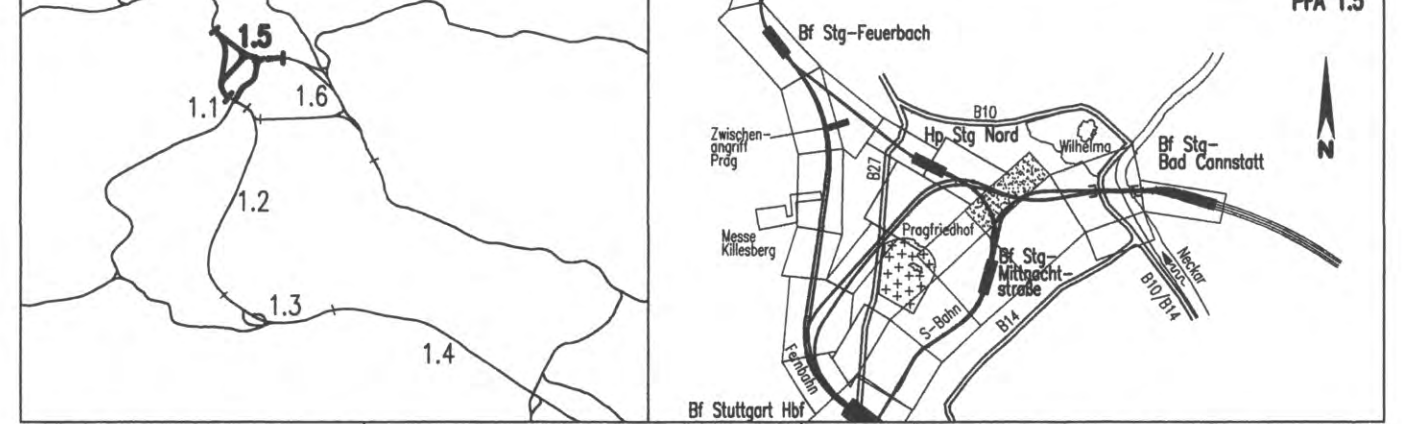 1.5
1.1
1.6
1.2
1.3
1.4
PFA 1.5
Bf Stg-Feuerbach
B10
Zwischen-
angriff
Prag
Hp Stg Nord
Wilhelma
Bf Stg-
Bad Cannstatt
N
B27
Messe
Killesberg
Pragfriedhof
Bf Stg-
Mittnacht-
straße
Neckar
B10/B14
S-Bahn
B14
Fernbahn
Bf Stuttgart Hbf